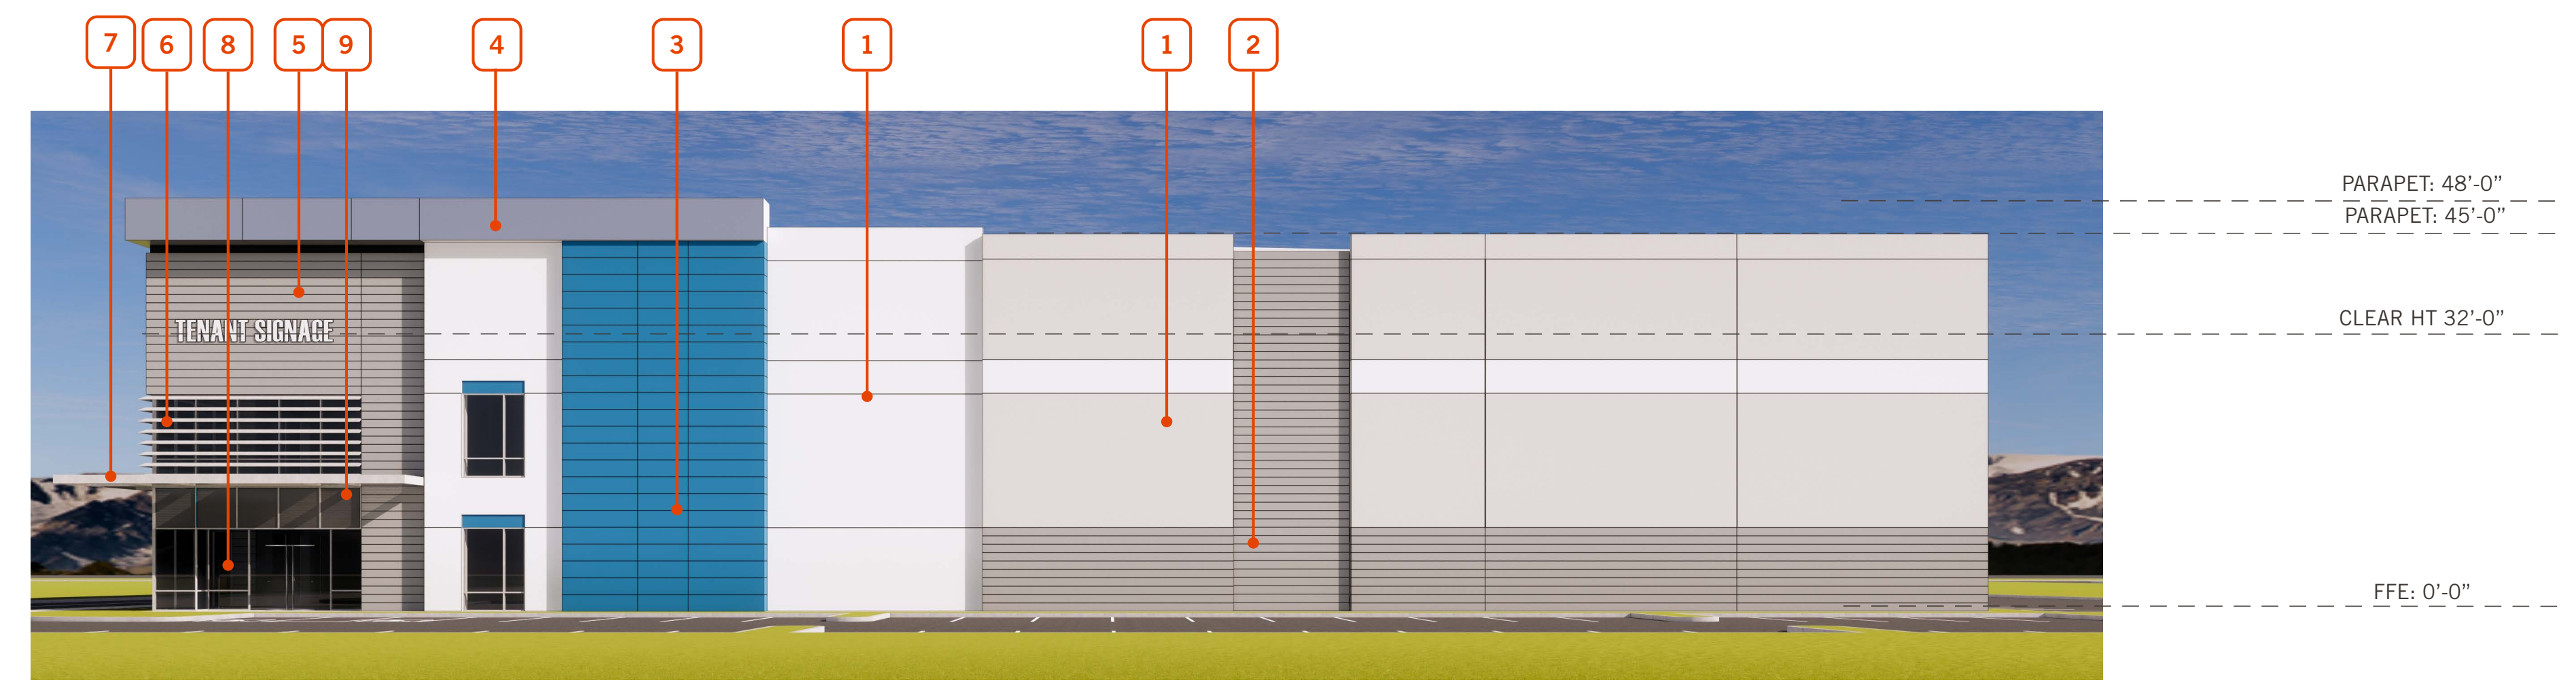 7 6 8 5 9 4 3 1 1 2
PARAPET: 48’-0”
PARAPET: 45’-0”
CLEAR HT 32’-0”
TENANT SIGNAGE
FFE: 0’-0”